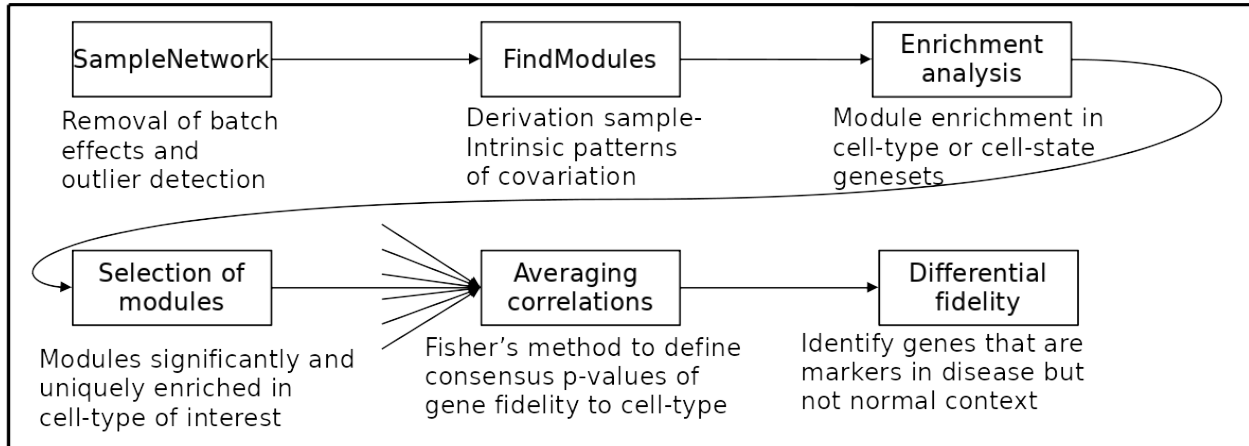 SampleNetwork
Removal of batch
effects and
outlier detection
FindModules
Derivation sample-
Intrinsic patterns
of covariation
Enrichment
analysis
Module enrichment in
cell-type or cell-state
genesets
Selection of
modules
Modules significantly and
uniquely enriched in
cell-type of interest
Averaging
correlations
Fisher’s method to define
consensus p-values of
gene fidelity to cell-type
Differential
fidelity
Identify genes that are
markers in disease but
not normal context